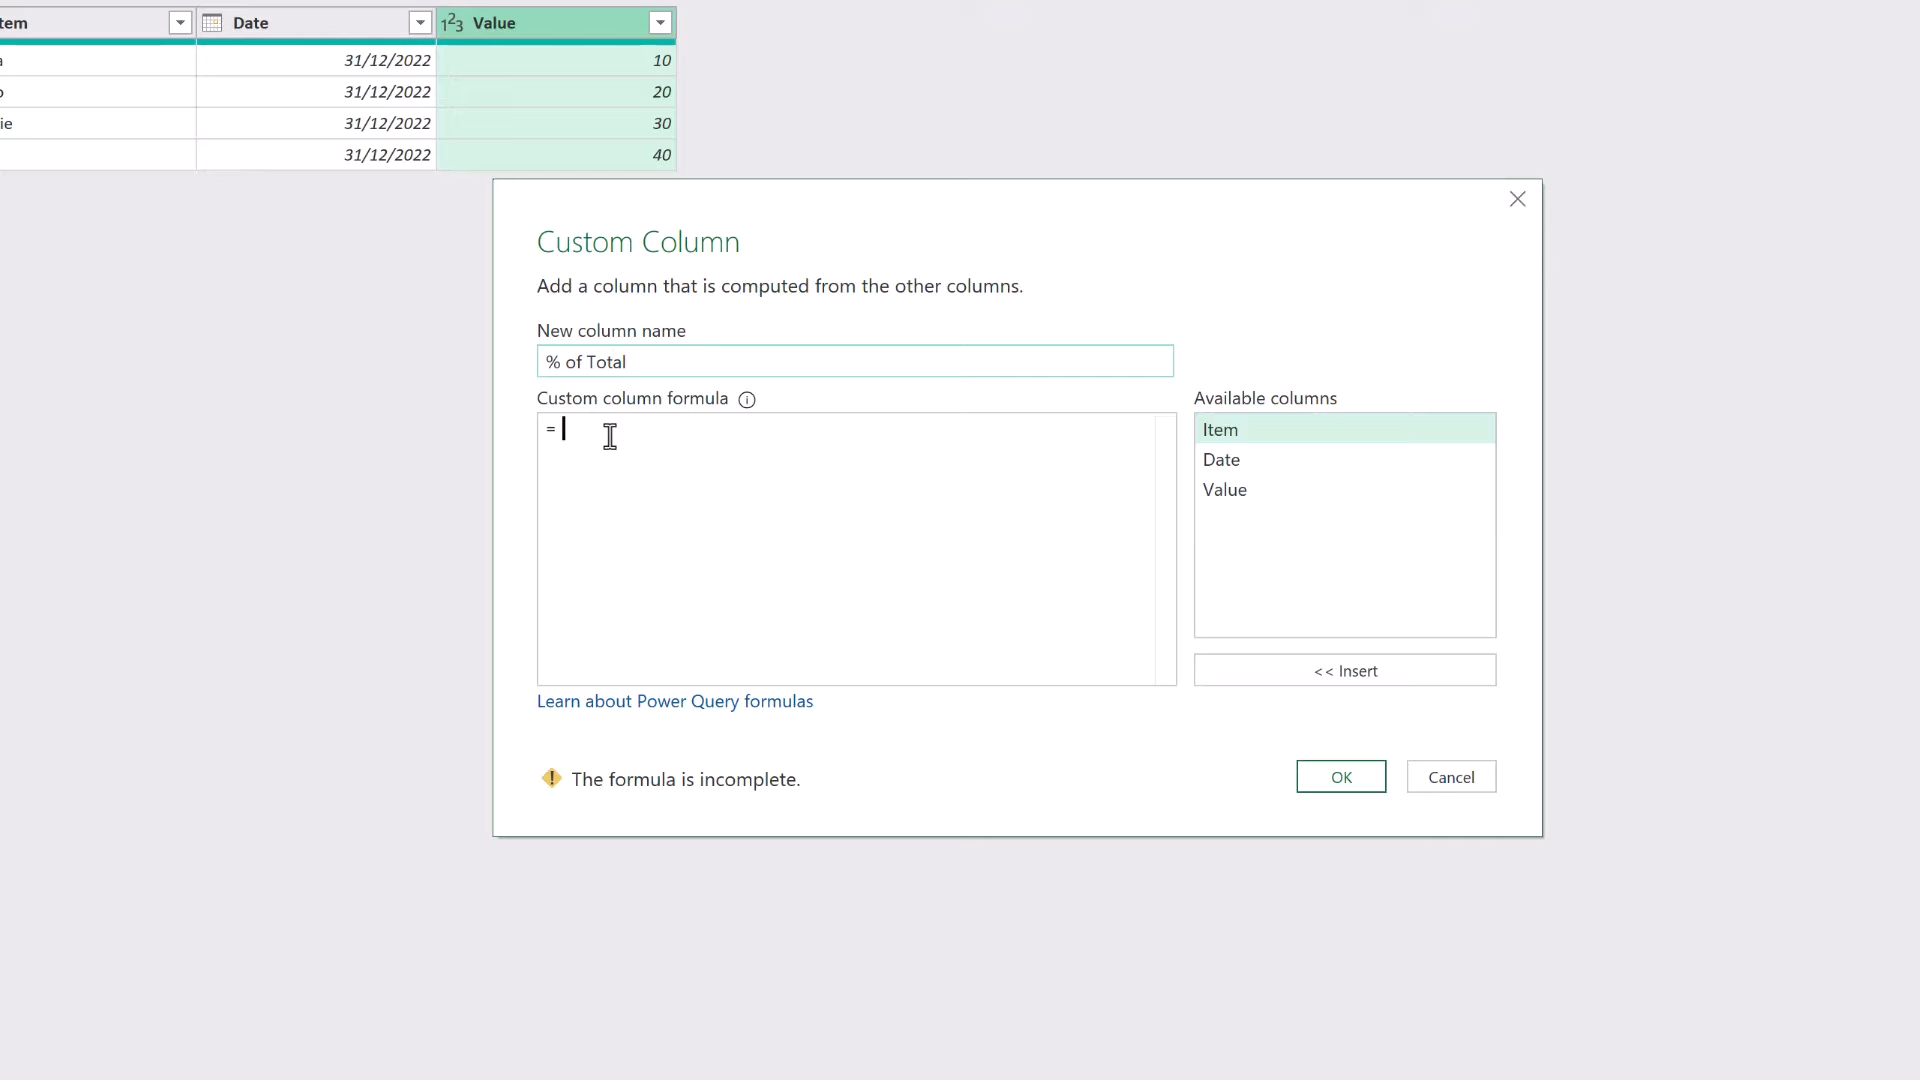 tem Date 123 Value
a 31/12/2022 10
o 31/12/2022 20
ie 31/12/2022 30
31/12/2022 40
Custom Column
Add a column that is computed from the other columns.
New column name
% of Total
Custom column formula
Available columns
=
Item
Date
Value
<< Insert
Learn about Power Query formulas
The formula is incomplete.
OK
Cancel